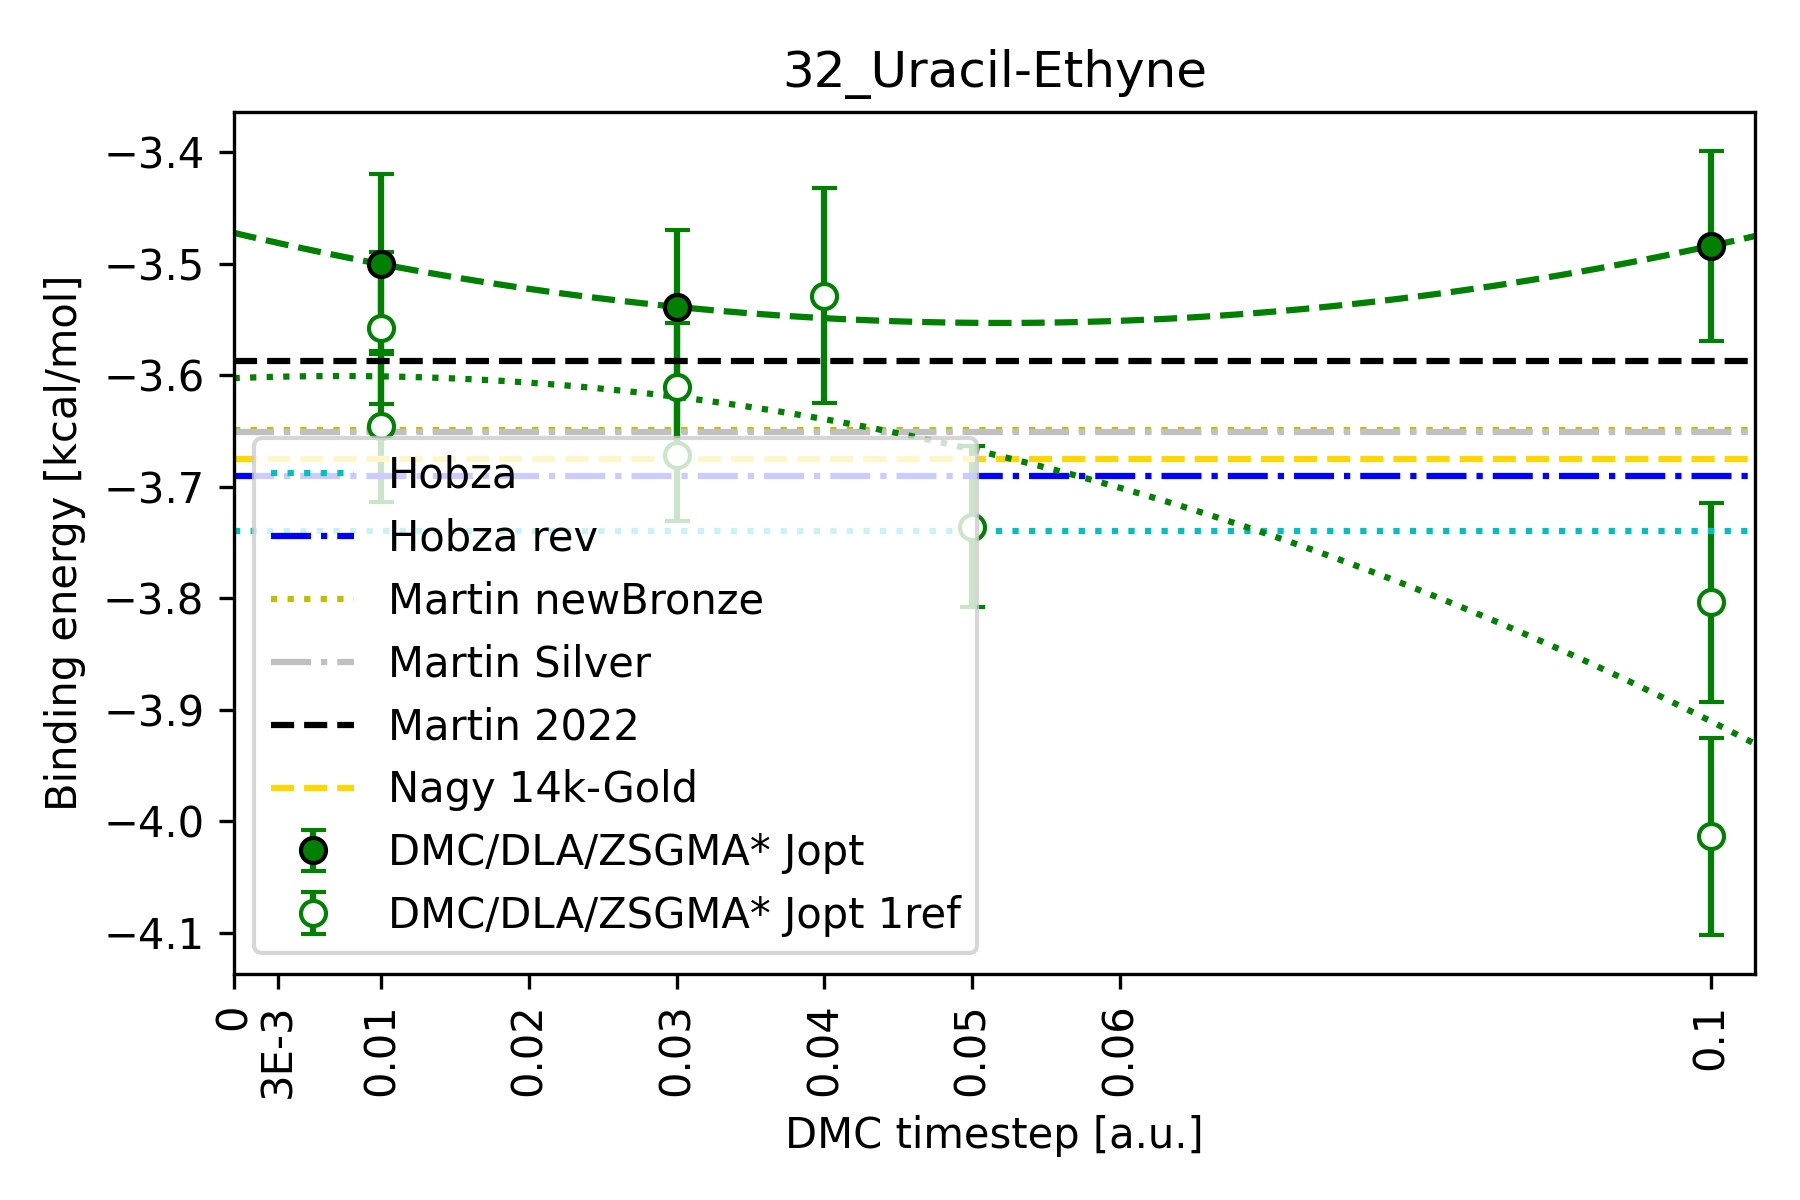 32_Uracil-Ethyne
Binding energy [kcal/mol]
−3.4
−3.5
−3.6
−3.7
−3.8
−3.9
−4.0
−4.1
Hobza
Hobza rev
Martin newBronze
Martin Silver
Martin 2022
Nagy 14k-Gold
DMC/DLA/ZSGMA* Jopt
DMC/DLA/ZSGMA* Jopt 1ref
0
3E-3
0.01
0.02
0.03
0.04
0.05
0.06
0.1
DMC timestep [a.u.]